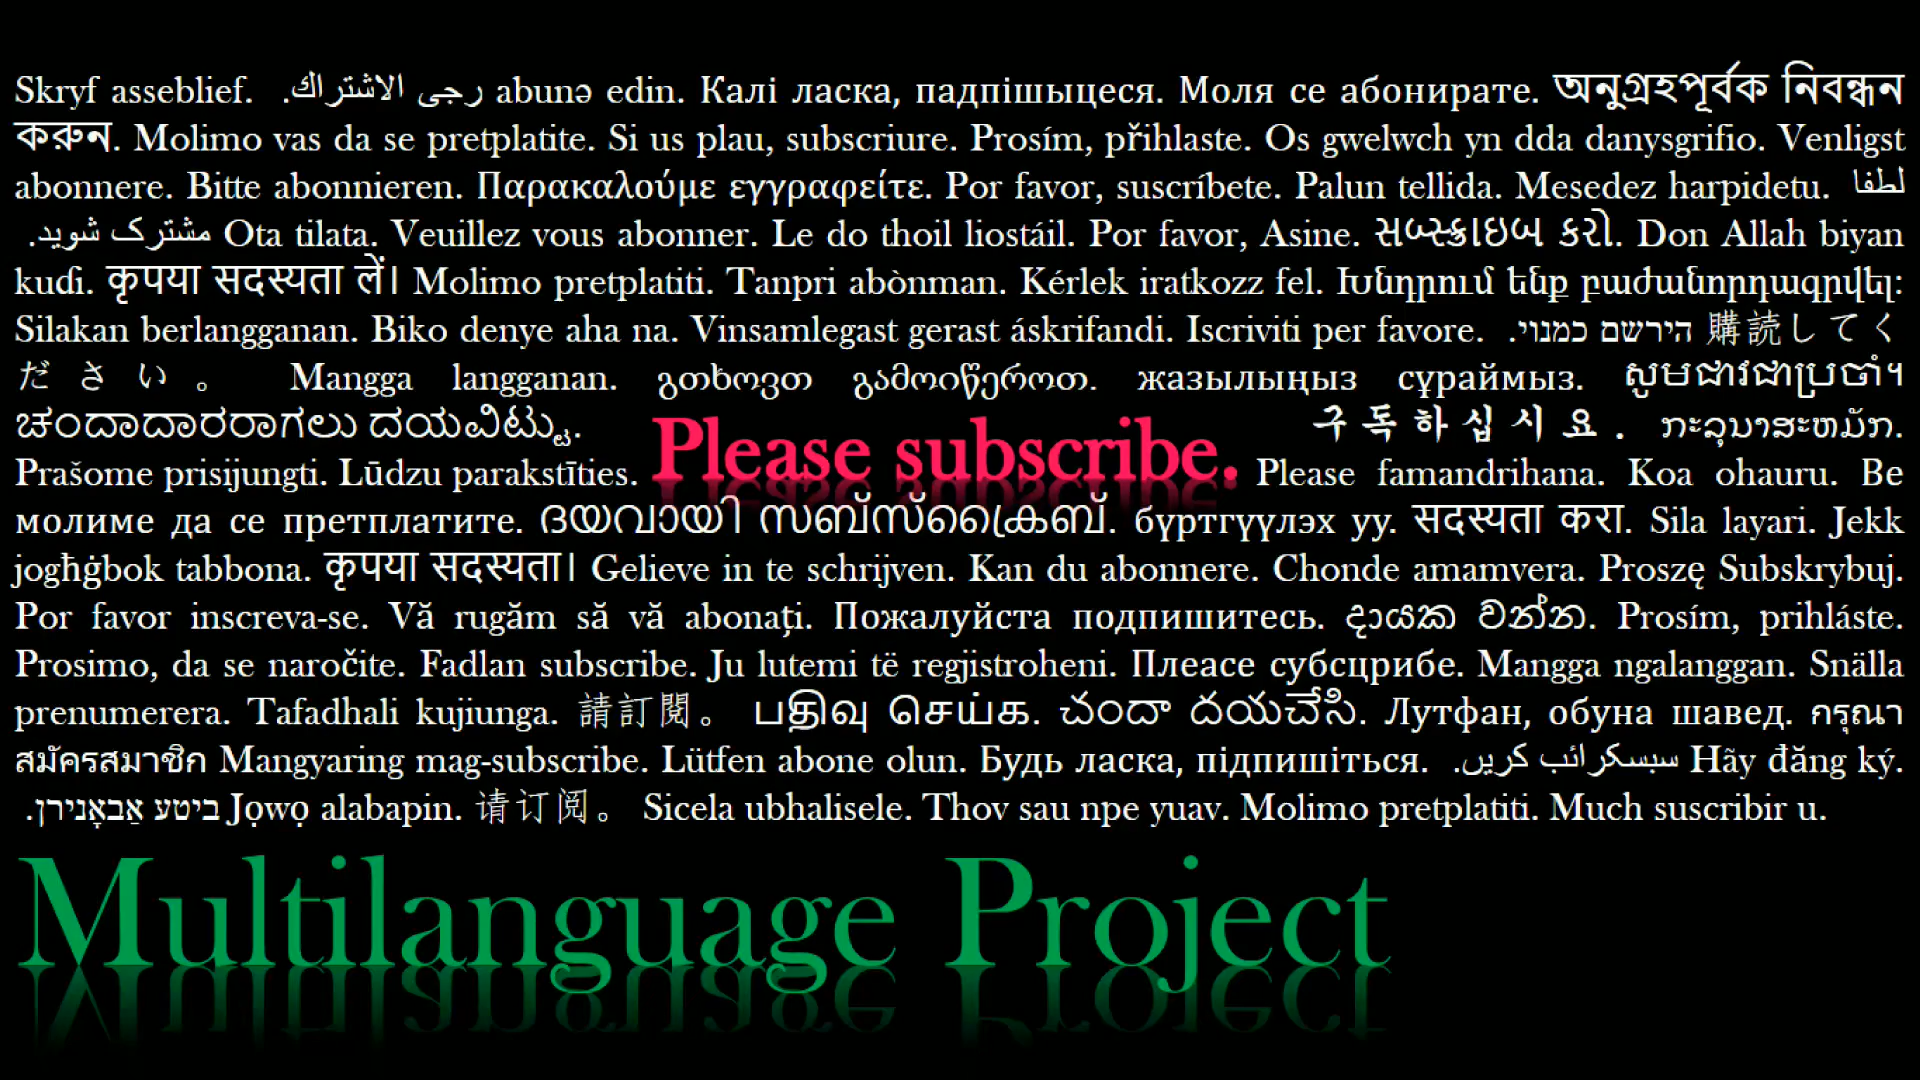 Skryf asseblief. رجى الاشتراك. abunə edin. Калі ласка, падпішыцеся. Моля се абонирате. অনুগ্রহপূর্বক নিবন্ধন
করুন. Molimo vas da se pretplatite. Si us plau, subscriure. Prosím, přihlaste. Os gwelwch yn dda danysgrifio. Venligst
abonnere. Bitte abonnieren. Παρακαλούμε εγγραφείτε. Por favor, suscríbete. Palun tellida. Mesedez harpidetu. لطفا
مشترک شوید. Ota tilata. Veuillez vous abonner. Le do thoil liostáil. Por favor, Asine. સબ્સ્ક્રાઇબ કરો. Don Allah biyan
kuɗi. कृपया सदस्यता लें। Molimo pretplatiti. Tanpri abònman. Kérlek iratkozz fel. Խնդրում ենք բաժանորդագրվել:
Silakan berlangganan. Biko denye aha na. Vinsamlegast gerast áskrifandi. Iscriviti per favore. הירשם כמנוי. 購読してく
ださい。 Mangga langganan. გთხოვთ გამოიწეროთ. жазылыңыз сұраймыз. សូមជាវជាប្រចាំ។
ಚಂದಾದಾರರಾಗಲು ದಯವಿಟ್ಟು. Please subscribe. 구독하십시요. ກະລຸນາສະຫມັກ.
Prašome prisijungti. Lūdzu parakstīties. Please famandrihana. Koa ohauru. Ве
молиме да се претплатите. ദയവായി സബ്സ്ക്രൈബ്. бүртгүүлэх уу. सदस्यता करा. Sila layari. Jekk
jogħġbok tabbona. कृपया सदस्यता। Gelieve in te schrijven. Kan du abonnere. Chonde amamvera. Proszę Subskrybuj.
Por favor inscreva-se. Vă rugăm să vă abonați. Пожалуйста подпишитесь. දායක වන්න. Prosím, prihláste.
Prosimo, da se naročite. Fadlan subscribe. Ju lutemi të regjistroheni. Плеасе субсцрибе. Mangga ngalanggan. Snälla
prenumerera. Tafadhali kujiunga. 請訂閱。 பதிவு செய்க. చందా దయచేసి. Лутфан, обуна шавед. กรุณา
สมัครสมาชิก Mangyaring mag-subscribe. Lütfen abone olun. Будь ласка, підпишіться. سبسکرائب کریں. Hãy đăng ký.
ביטע אַבאָנירן. Jọwọ alabapin. 请订阅。 Sicela ubhalisele. Thov sau npe yuav. Molimo pretplatiti. Much suscribir u.
Multilanguage Project